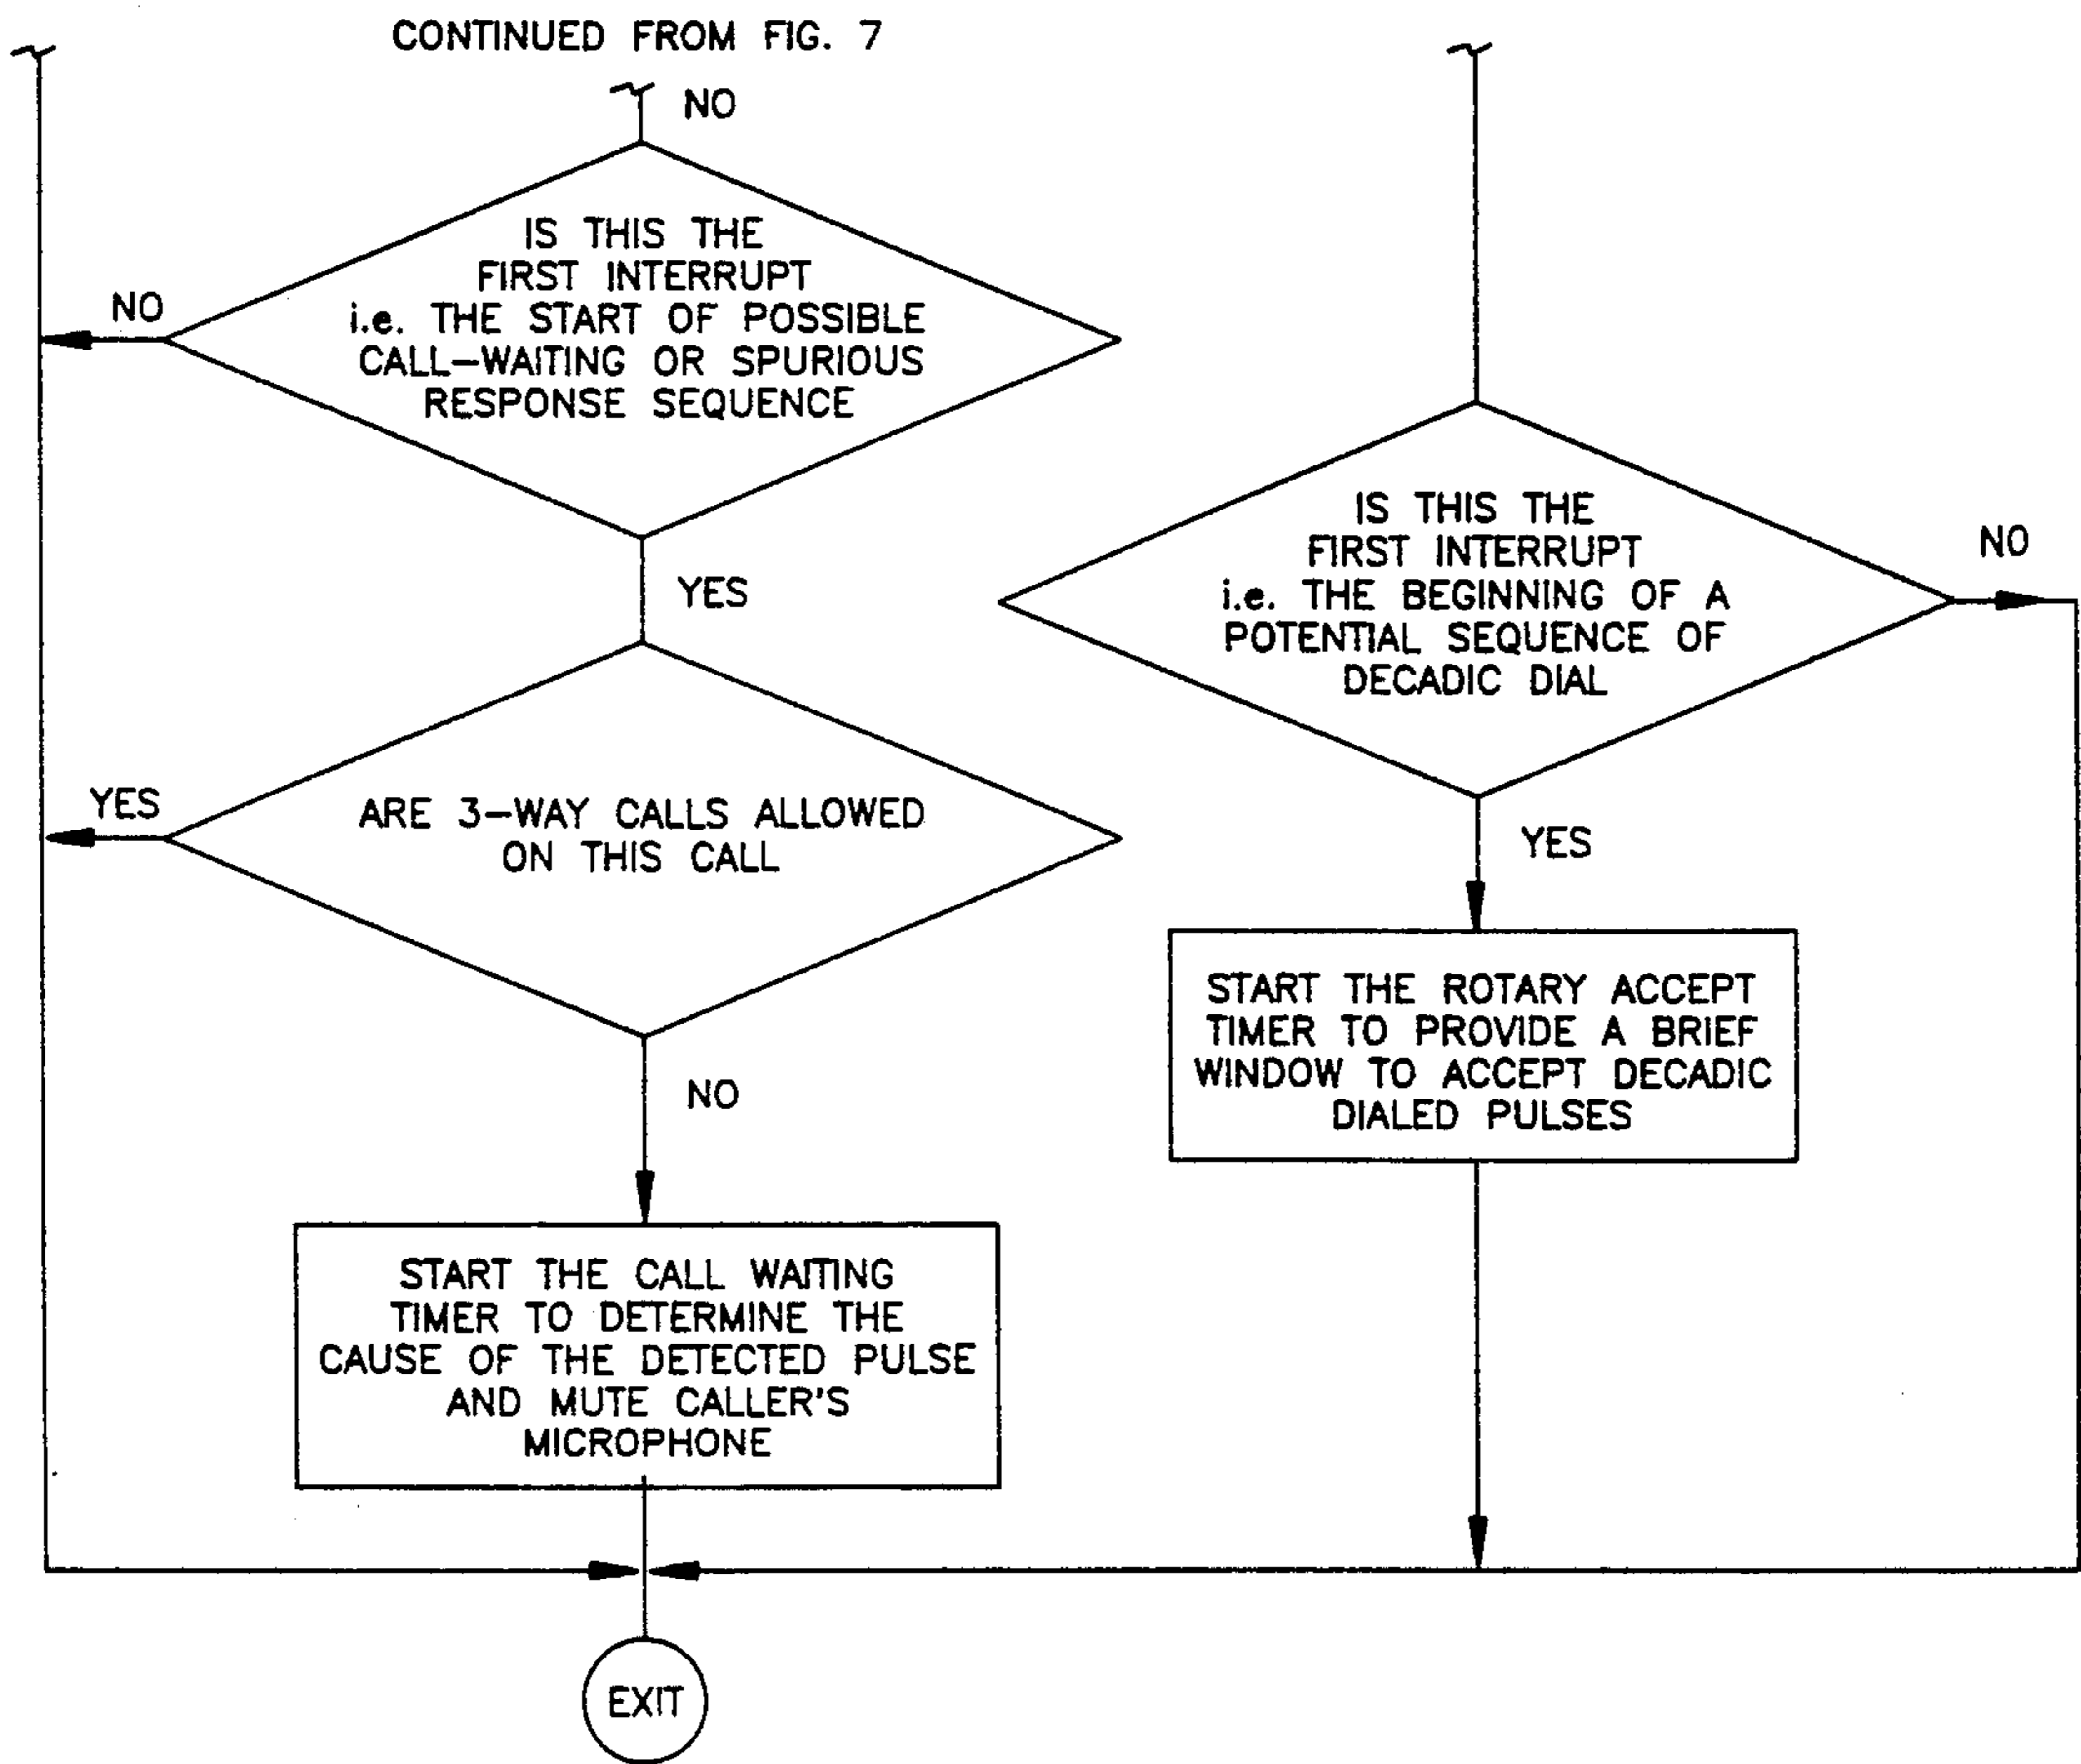 CONTINUED FROM FIG. 7
NO
IS THIS THE
FIRST INTERRUPT
i.e. THE START OF POSSIBLE
CALL-WAITING OR SPURIOUS
RESPONSE SEQUENCE
NO
YES
ARE 3-WAY CALLS ALLOWED
ON THIS CALL
YES
NO
START THE CALL WAITING
TIMER TO DETERMINE THE
CAUSE OF THE DETECTED PULSE
AND MUTE CALLER'S
MICROPHONE
IS THIS THE
FIRST INTERRUPT
i.e. THE BEGINNING OF A
POTENTIAL SEQUENCE OF
DECADIC DIAL
NO
YES
START THE ROTARY ACCEPT
TIMER TO PROVIDE A BRIEF
WINDOW TO ACCEPT DECADIC
DIALED PULSES
EXIT